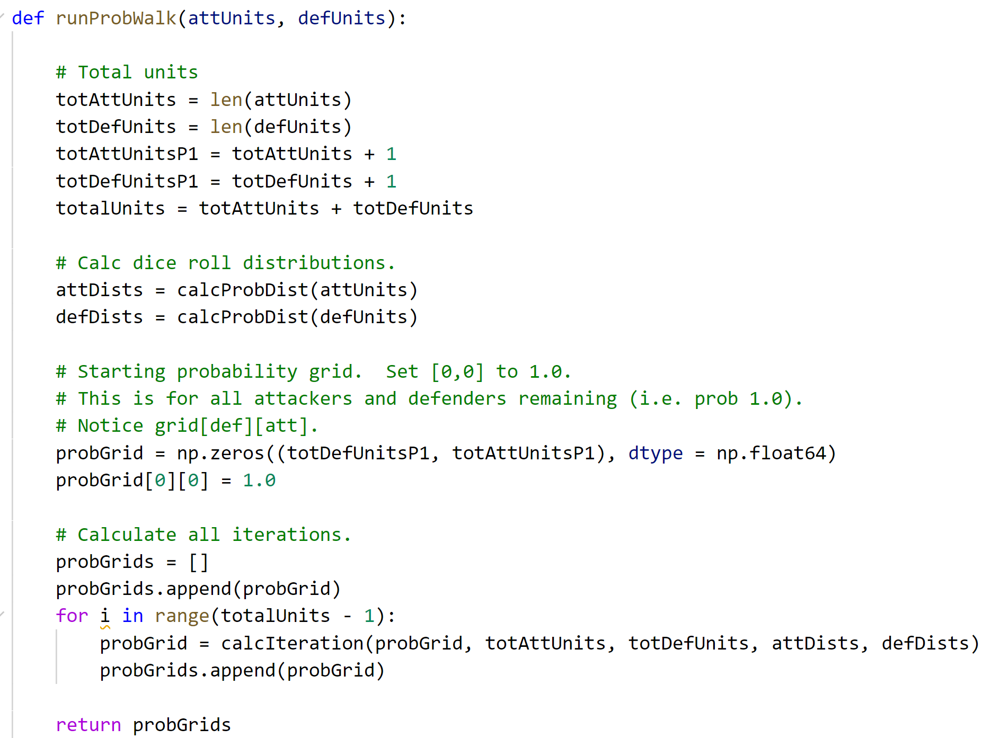 def runProbWalk(attUnits, defUnits):
# Total units
totAttUnits = len(attUnits)
totDefUnits = len(defUnits)
totAttUnitsP1 = totAttUnits + 1
totDefUnitsP1 = totDefUnits + 1
totalUnits = totAttUnits + totDefUnits
# Calc dice roll distributions.
attDists = calcProbDist(attUnits)
defDists = calcProbDist(defUnits)
# Starting probability grid.  Set [0,0] to 1.0.
# This is for all attackers and defenders remaining (i.e. prob 1.0).
# Notice grid[def][att].
probGrid = np.zeros((totDefUnitsP1, totAttUnitsP1), dtype = np.float64)
probGrid[0][0] = 1.0
# Calculate all iterations.
probGrids = []
probGrids.append(probGrid)
for i in range(totalUnits - 1):
probGrid = calcIteration(probGrid, totAttUnits, totDefUnits, attDists, defDists)
probGrids.append(probGrid)
return probGrids